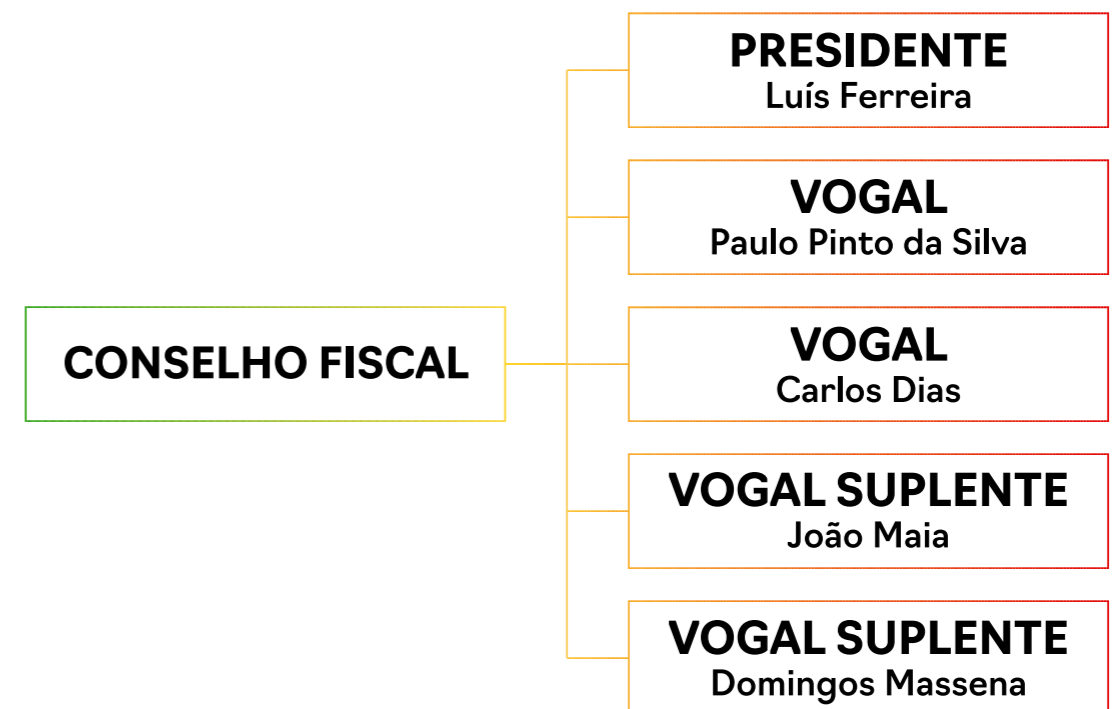 PRESIDENTE
Luís Ferreira
VOGAL
Paulo Pinto da Silva
CONSELHO FISCAL
VOGAL
Carlos Dias
VOGAL SUPLENTE
João Maia
VOGAL SUPLENTE
Domingos Massena